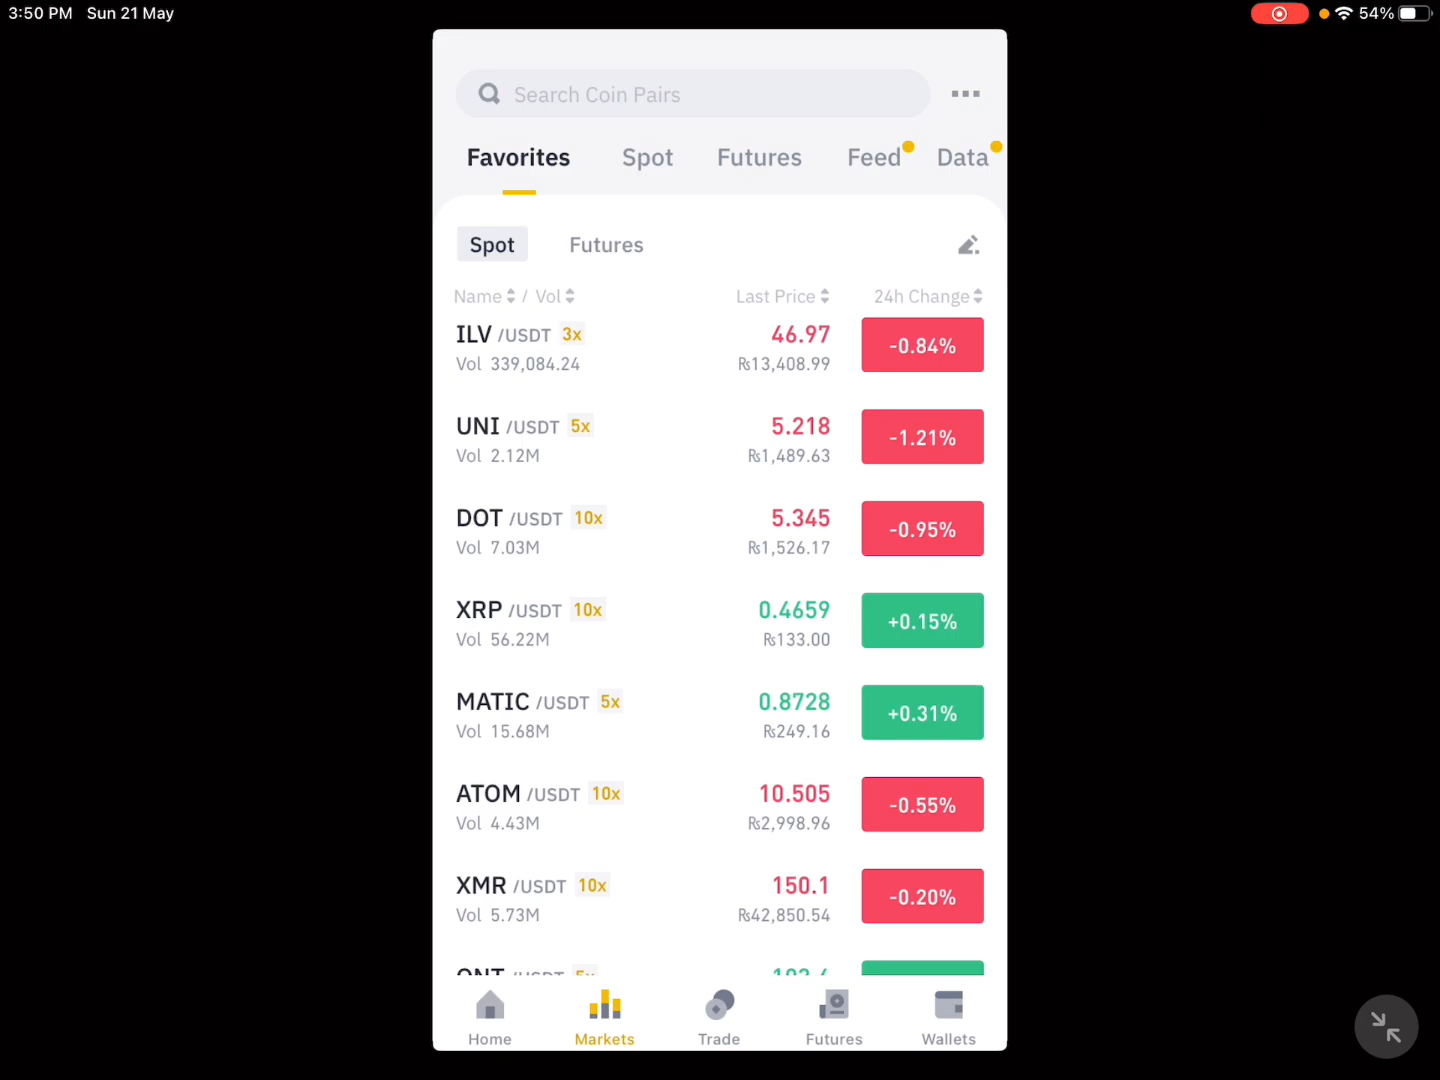 3:50 PM Sun 21 May 54%
Search Coin Pairs
Favorites Spot Futures Feed Data
Spot Futures
Name / Vol Last Price 24h Change
ILV /USDT 3x 46.97 -0.84%
Vol 339,084.24 ₨13,408.99
UNI /USDT 5x 5.218 -1.21%
Vol 2.12M ₨1,489.63
DOT /USDT 10x 5.345 -0.95%
Vol 7.03M ₨1,526.17
XRP /USDT 10x 0.4659 +0.15%
Vol 56.22M ₨133.00
MATIC /USDT 5x 0.8728 +0.31%
Vol 15.68M ₨249.16
ATOM /USDT 10x 10.505 -0.55%
Vol 4.43M ₨2,998.96
XMR /USDT 10x 150.1 -0.20%
Vol 5.73M ₨42,850.54
Home Markets Trade Futures Wallets